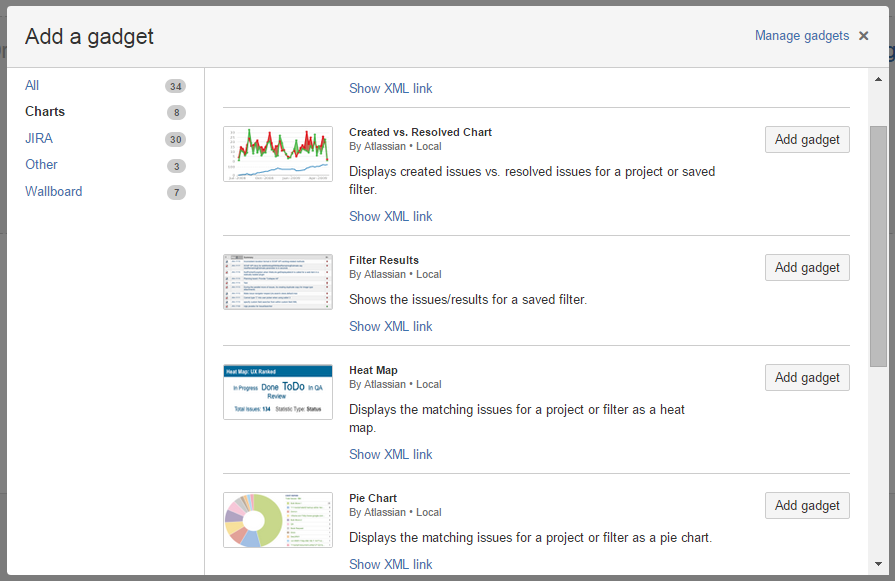 Add a gadget
Manage gadgets ×
All 34
Charts 8
JIRA 30
Other 3
Wallboard 7
Show XML link
Created vs. Resolved Chart
By Atlassian • Local
Add gadget
Displays created issues vs. resolved issues for a project or saved
filter.
Show XML link
Filter Results
By Atlassian • Local
Add gadget
Shows the issues/results for a saved filter.
Show XML link
Heat Map: UX Ranked
In Progress Done ToDo In QA
Review
Total Issues: 134 Statistic Type: Status
Heat Map
By Atlassian • Local
Add gadget
Displays the matching issues for a project or filter as a heat
map.
Show XML link
Pie Chart
By Atlassian • Local
Add gadget
Displays the matching issues for a project or filter as a pie chart.
Show XML link